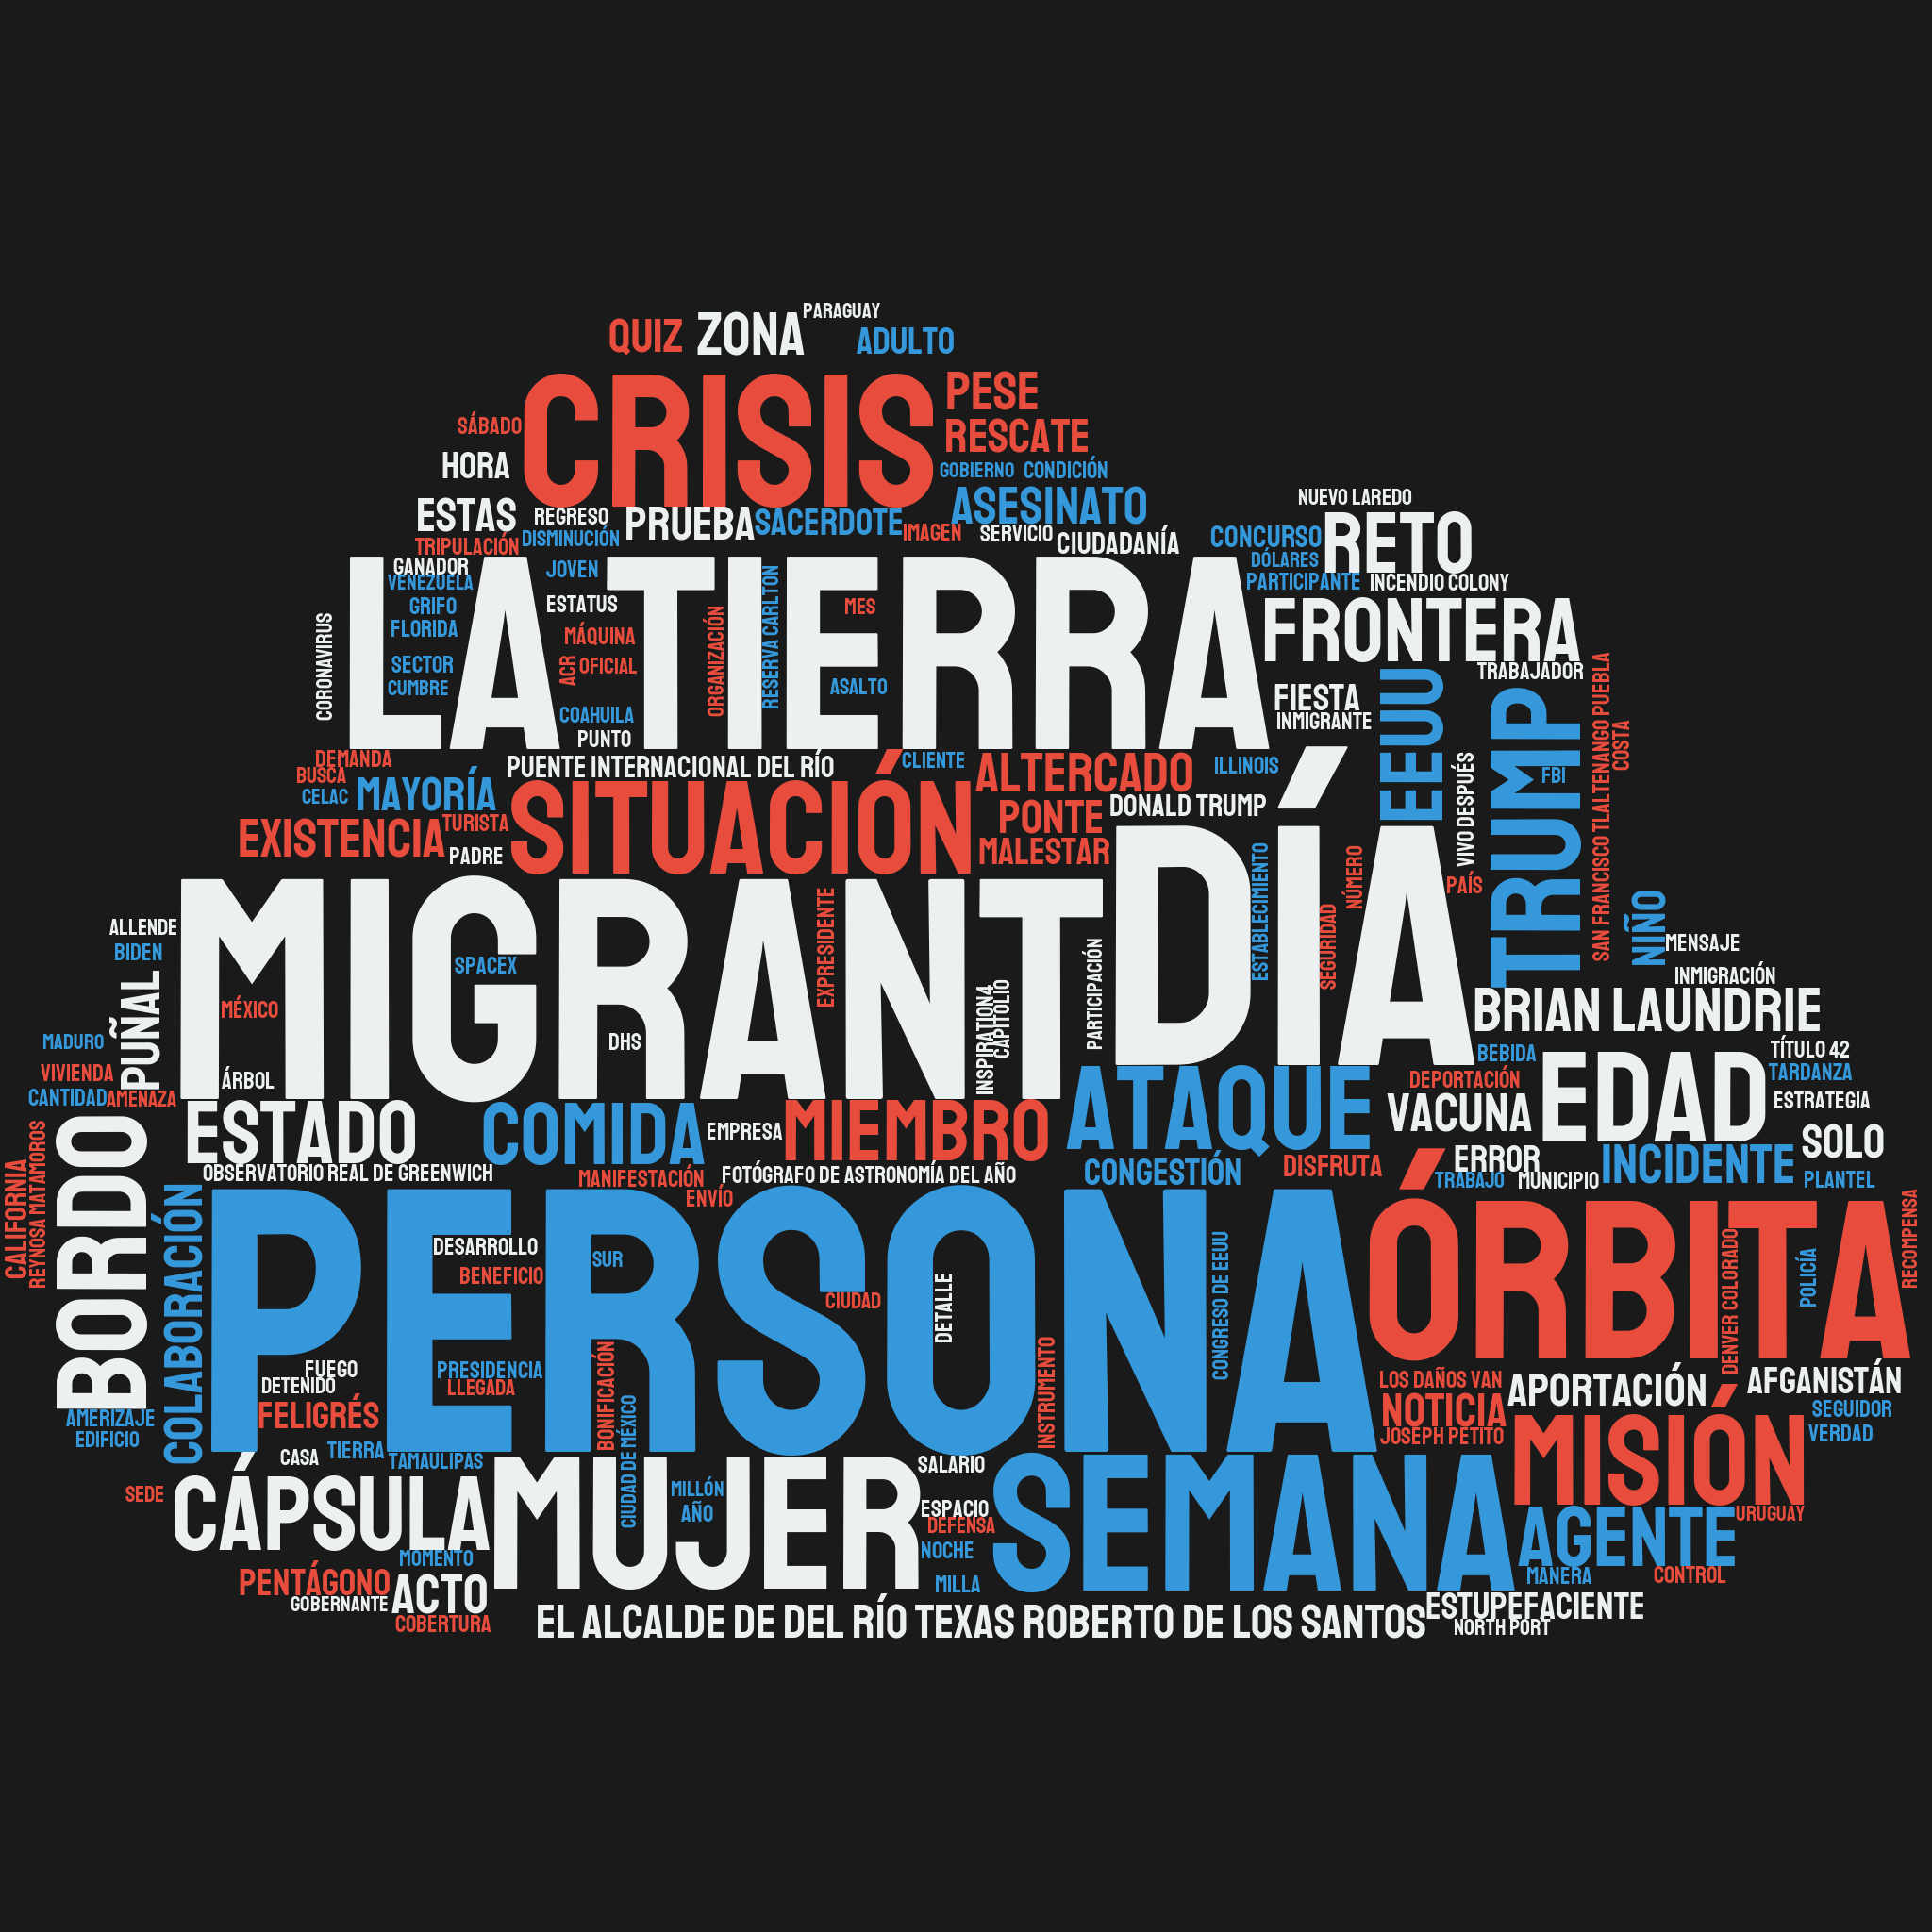 PARAGUAY
QUIZ
ZONA
ADULTO
CRISIS
PESE
SÁBADO
RESCATE
HORA
GOBIERNO
CONDICIÓN
ESTAS
REGRESO
PRUEBA
SACERDOTE
ASESINATO
NUEVO LAREDO
TRIPULACIÓN
DISMINUCIÓN
IMAGEN
SERVICIO
CIUDADANÍA
CONCURSO
RETO
GANADOR
JOVEN
DÓLARES
VENEZUELA
PARTICIPANTE
INCENDIO COLONY
LA TIERRA
GRIFO
ESTATUS
MES
FRONTERA
FLORIDA
MÁQUINA
CORONAVIRUS
SECTOR
ACR
OFICIAL
ORGANIZACIÓN
RESERVA CARLTON
TRABAJADOR
CUMBRE
ASALTO
FIESTA
COAHUILA
INMIGRANTE
EEUU
TRUMP
SAN FRANCISCO TLALTENANGO PUEBLA
COSTA
PUNTO
DEMANDA
PUENTE INTERNACIONAL DEL RÍO
CLIENTE
ALTERCADO
ILLINOIS
BUSCA
FBI
CELAC
MAYORÍA
SITUACIÓN
PONTE
DONALD TRUMP
VIVO DESPUÉS
EXISTENCIA
TURISTA
PADRE
MALESTAR
DÍA
ESTABLECIMIENTO
NÚMERO
PAÍS
MIGRANT
EXPRESIDENTE
SEGURIDAD
NIÑO
ALLENDE
BIDEN
SPACEX
PARTICIPACIÓN
MENSAJE
PUÑAL
INMIGRACIÓN
MÉXICO
INSPIRATION4
CAPITOLIO
BRIAN LAUNDRIE
MADURO
DHS
BEBIDA
TÍTULO 42
VIVIENDA
ÁRBOL
ATAQUE
DEPORTACIÓN
EDAD
TARDANZA
CANTIDAD
AMENAZA
ESTADO
COMIDA
EMPRESA
MIEMBRO
VACUNA
ESTRATEGIA
BORDO
CALIFORNIA
REYNOSA MATAMOROS
SOLO
OBSERVATORIO REAL DE GREENWICH
MANIFESTACIÓN
FOTÓGRAFO DE ASTRONOMÍA DEL AÑO
CONGESTIÓN
DISFRUTA
ERROR
INCIDENTE
TRABAJO
MUNICIPIO
PLANTEL
COLABORACIÓN
ENVÍO
PERSONA
ÓRBITA
RECOMPENSA
DESARROLLO
SUR
CONGRESO DE EEUU
DENVER COLORADO
POLICÍA
BENEFICIO
CIUDAD
DETALLE
INSTRUMENTO
FUEGO
PRESIDENCIA
BONIFICACIÓN
DETENIDO
LLEGADA
LOS DAÑOS VAN
APORTACIÓN
AFGANISTÁN
AMERIZAJE
FELIGRÉS
CIUDAD DE MÉXICO
NOTICIA
SEGUIDOR
EDIFICIO
JOSEPH PETITO
MISIÓN
VERDAD
CASA
TIERRA
TAMAULIPAS
MUJER
SALARIO
SEMANA
SEDE
CÁPSULA
MILLÓN
AÑO
ESPACIO
AGENTE
URUGUAY
DEFENSA
MOMENTO
NOCHE
PENTÁGONO
ACTO
MILLA
MANERA
CONTROL
GOBERNANTE
COBERTURA
EL ALCALDE DE DEL RÍO TEXAS ROBERTO DE LOS SANTOS
ESTUPEFACIENTE
NORTH PORT